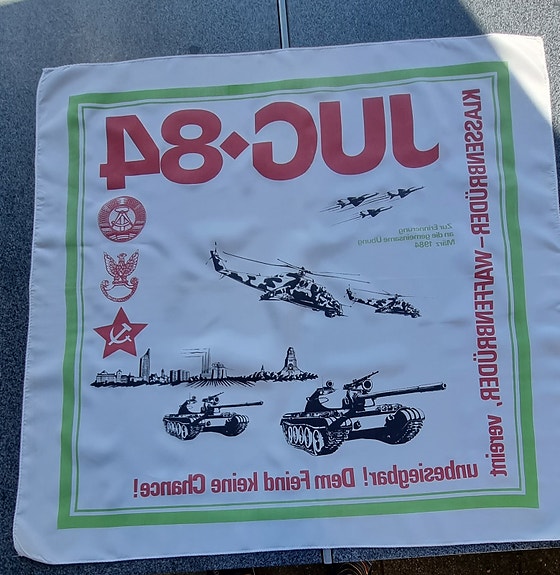 JUG·84
Zur Erinnerung
an die gemeinsame Übung
März 1984
KLASSENBRÜDER – WAFFENBRÜDER, vereint
unbesiegbar! Dem Feind keine Chance!